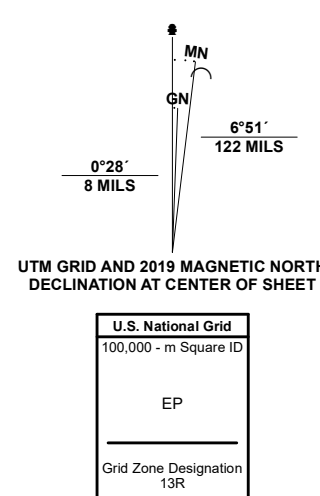 MN
GN
6°51´
122 MILS
0°28´
8 MILS
UTM GRID AND 2019 MAGNETIC NORTH
DECLINATION AT CENTER OF SHEET
U.S. National Grid
100,000 - m Square ID
EP
Grid Zone Designation
13R